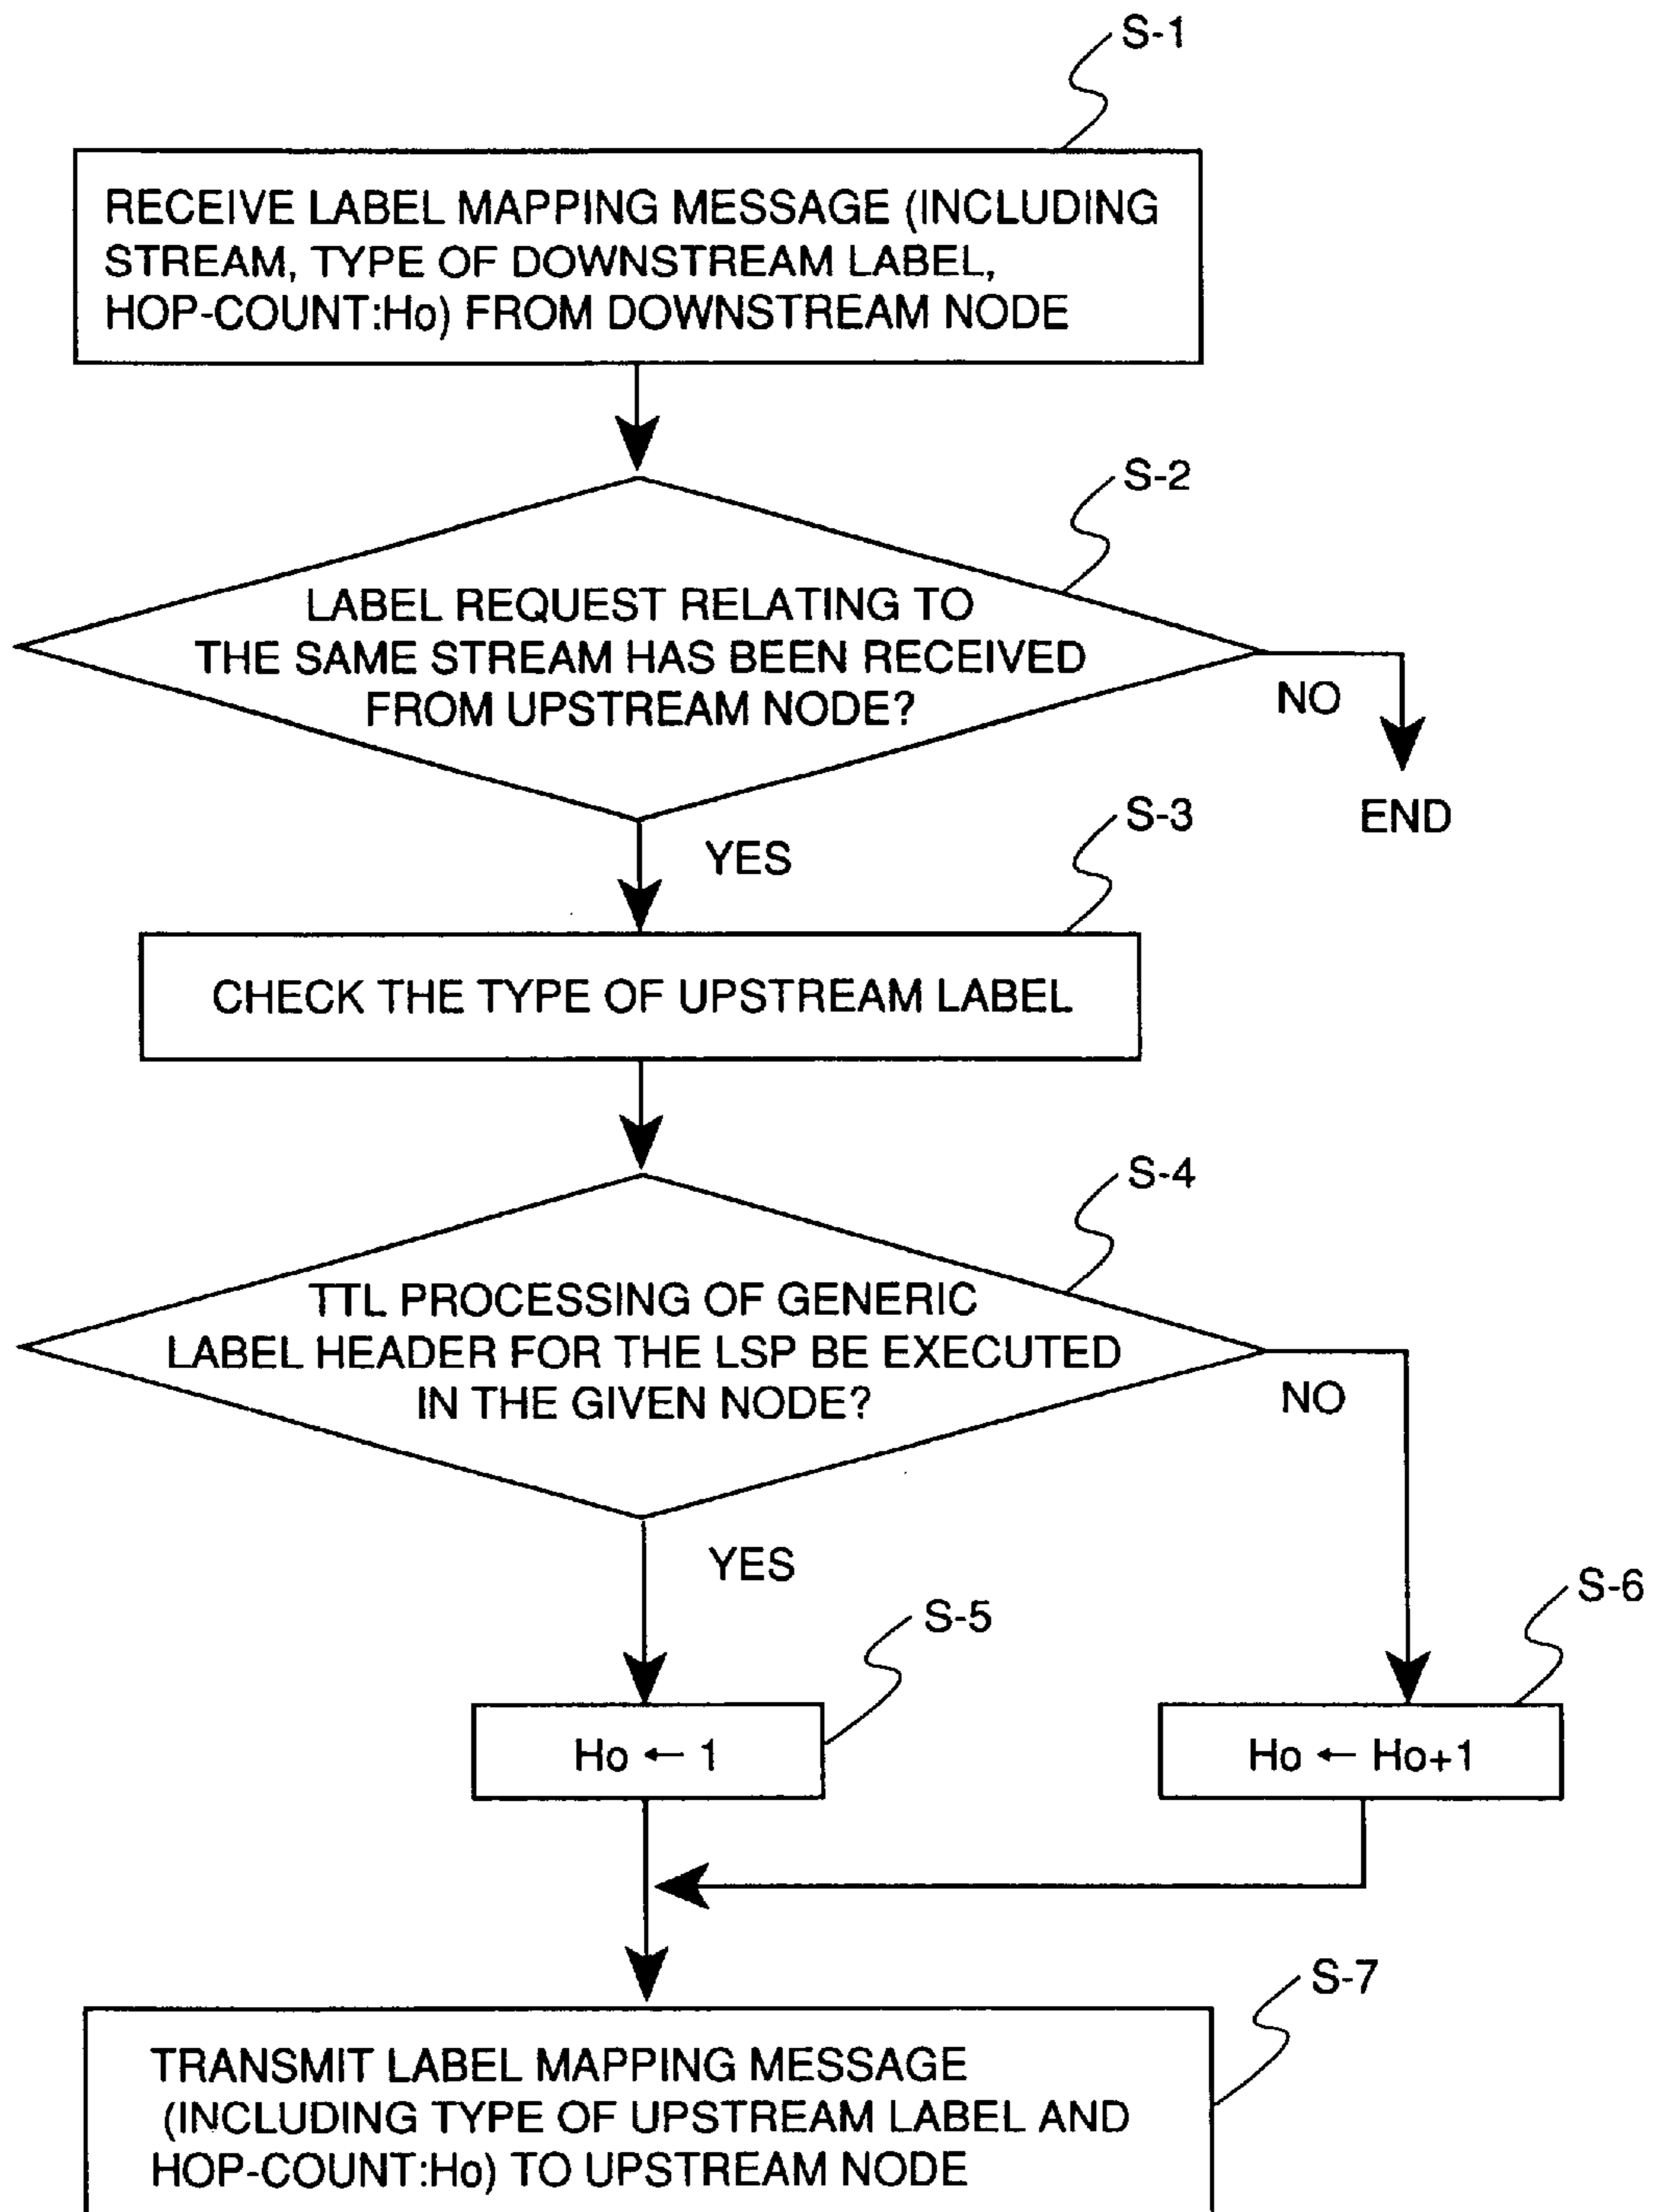 S-1
RECEIVE LABEL MAPPING MESSAGE (INCLUDING
STREAM, TYPE OF DOWNSTREAM LABEL,
HOP-COUNT:Ho) FROM DOWNSTREAM NODE
S-2
LABEL REQUEST RELATING TO
THE SAME STREAM HAS BEEN RECEIVED
FROM UPSTREAM NODE?
NO
END
YES
S-3
CHECK THE TYPE OF UPSTREAM LABEL
S-4
TTL PROCESSING OF GENERIC
LABEL HEADER FOR THE LSP BE EXECUTED
IN THE GIVEN NODE?
NO
YES
S-5
S-6
Ho ← 1
Ho ← Ho+1
S-7
TRANSMIT LABEL MAPPING MESSAGE
(INCLUDING TYPE OF UPSTREAM LABEL AND
HOP-COUNT:Ho) TO UPSTREAM NODE